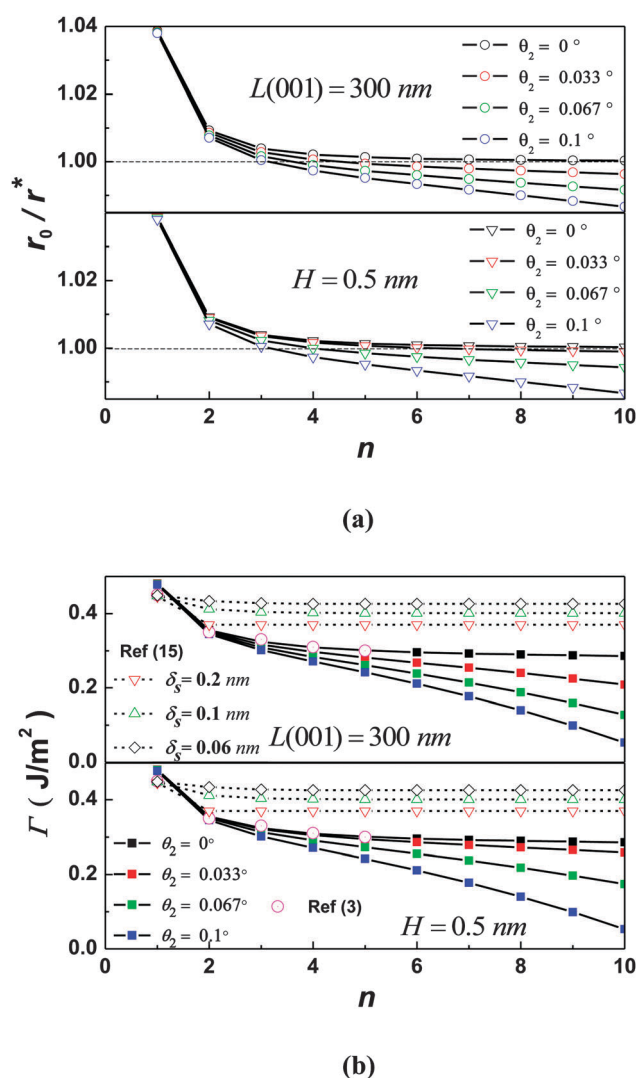 1.04
1.02
1.00
L(001) = 300 nm
θ₂ = 0 °
θ₂ = 0.033 °
θ₂ = 0.067 °
θ₂ = 0.1 °
r₀ / r*
1.02
1.00
H = 0.5 nm
θ₂ = 0 °
θ₂ = 0.033 °
θ₂ = 0.067 °
θ₂ = 0.1 °
0 2 4 6 8 10
n
(a)
0.4
0.2
0.0
Ref (15)
δₛ= 0.2 nm
δₛ= 0.1 nm
δₛ= 0.06 nm
L(001) = 300 nm
Γ ( J/m² )
0.4
0.2
0.0
θ₂ = 0°
θ₂ = 0.033°
θ₂ = 0.067°
θ₂ = 0.1°
Ref (3)
H = 0.5 nm
0 2 4 6 8 10
n
(b)